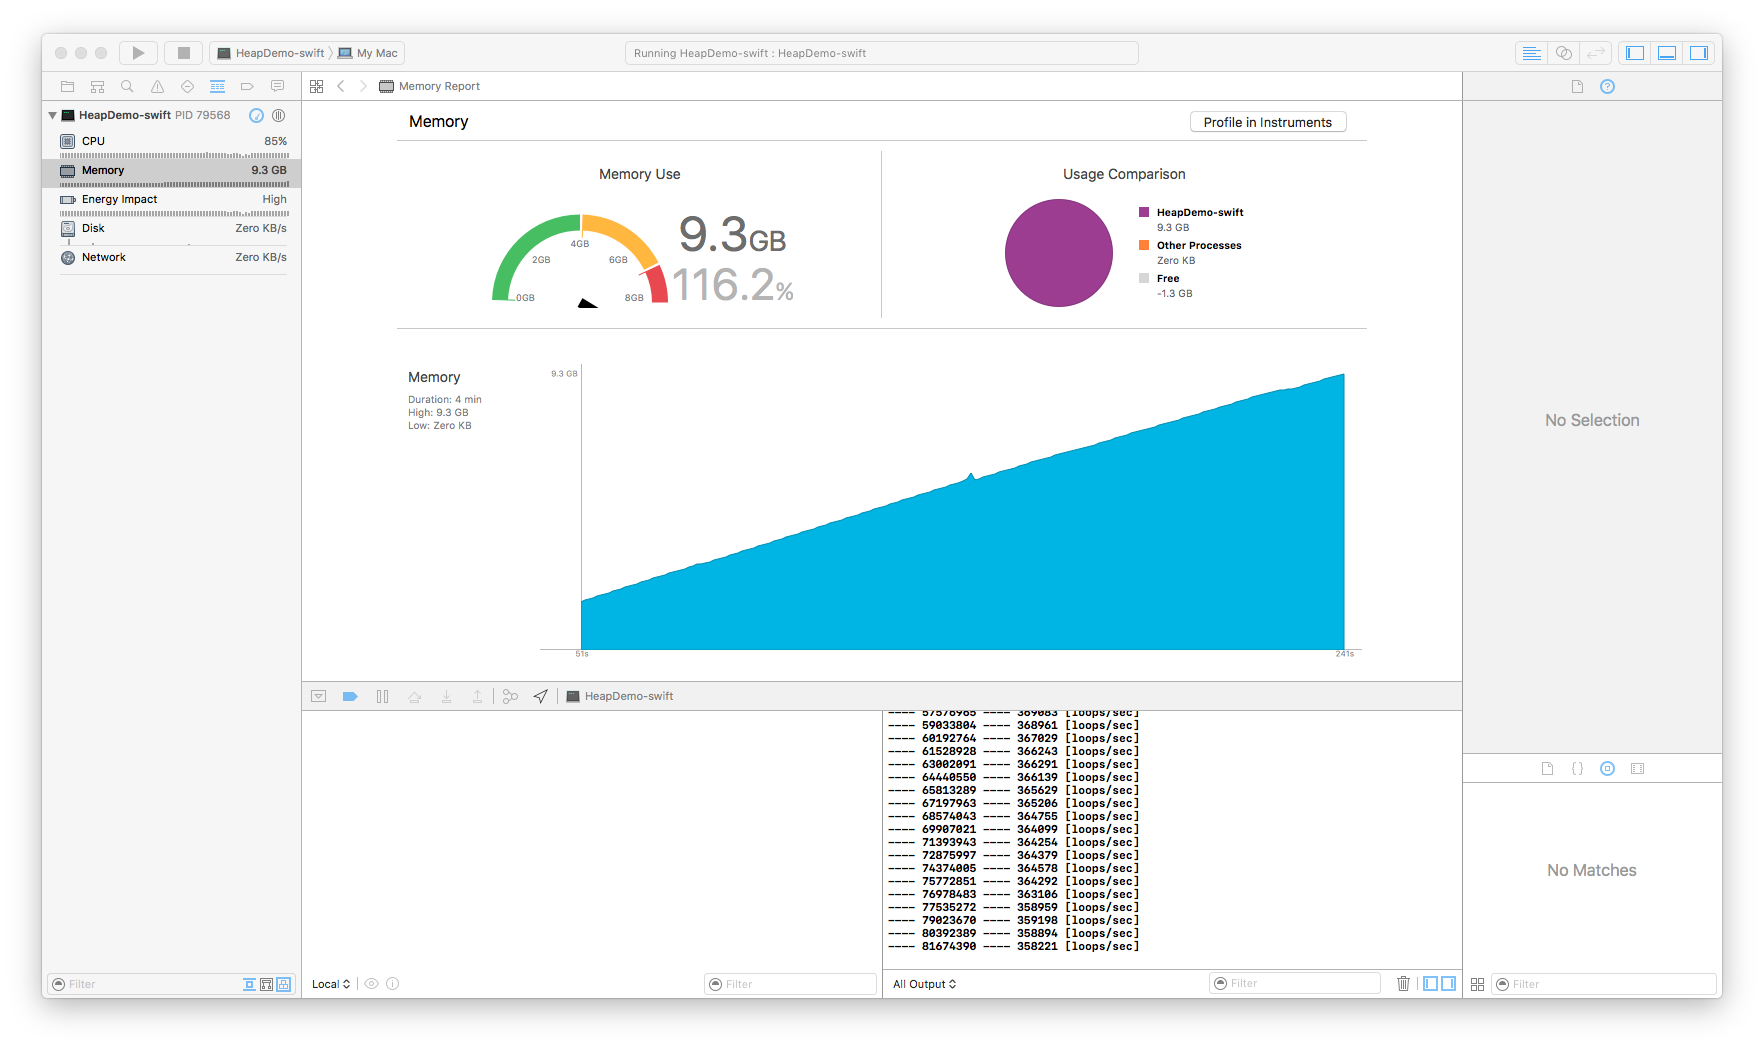 HeapDemo-swift
My Mac
Running HeapDemo-swift : HeapDemo-swift
Memory Report
HeapDemo-swift PID 79568
CPU 85%
Memory 9.3 GB
Energy Impact High
Disk Zero KB/s
Network Zero KB/s
Memory
Profile in Instruments
Memory Use
0GB
2GB
4GB
6GB
8GB
9.3GB
116.2%
Usage Comparison
HeapDemo-swift
9.3 GB
Other Processes
Zero KB
Free
-1.3 GB
Memory
Duration: 4 min
High: 9.3 GB
Low: Zero KB
9.3 GB
51s
241s
No Selection
HeapDemo-swift
---- 57576965 ---- 369083 [loops/sec]
---- 59033804 ---- 368961 [loops/sec]
---- 60192764 ---- 367029 [loops/sec]
---- 61528928 ---- 366243 [loops/sec]
---- 63002091 ---- 366291 [loops/sec]
---- 64440550 ---- 366139 [loops/sec]
---- 65813289 ---- 365629 [loops/sec]
---- 67197963 ---- 365206 [loops/sec]
---- 68574043 ---- 364755 [loops/sec]
---- 69907021 ---- 364099 [loops/sec]
---- 71393943 ---- 364254 [loops/sec]
---- 72875997 ---- 364379 [loops/sec]
---- 74374005 ---- 364578 [loops/sec]
---- 75772851 ---- 364292 [loops/sec]
---- 76978483 ---- 363106 [loops/sec]
---- 77535272 ---- 358959 [loops/sec]
---- 79023670 ---- 359198 [loops/sec]
---- 80392389 ---- 358894 [loops/sec]
---- 81674390 ---- 358221 [loops/sec]
No Matches
Filter
Local
Filter
All Output
Filter
Filter